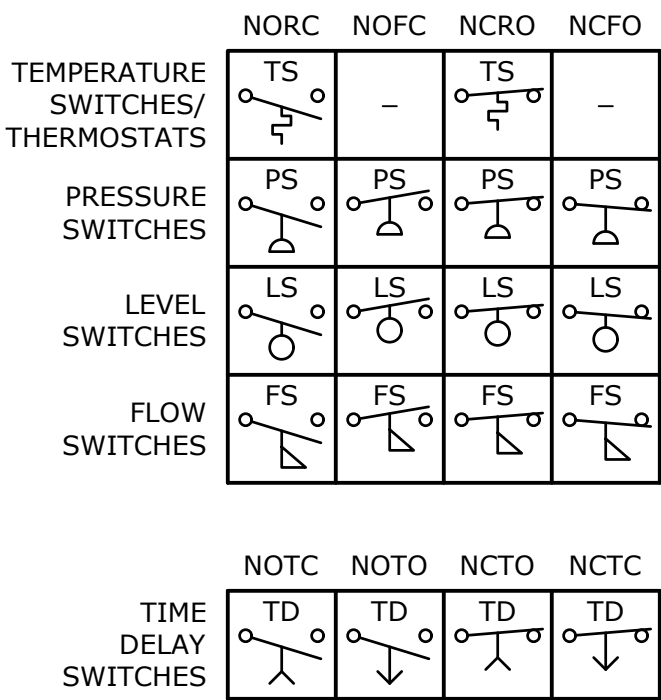 NORC NOFC NCRO NCFO
TEMPERATURE
SWITCHES/
THERMOSTATS
TS – TS –
PRESSURE
SWITCHES
PS PS PS PS
LEVEL
SWITCHES
LS LS LS LS
FLOW
SWITCHES
FS FS FS FS
NOTC NOTO NCTO NCTC
TIME
DELAY
SWITCHES
TD TD TD TD